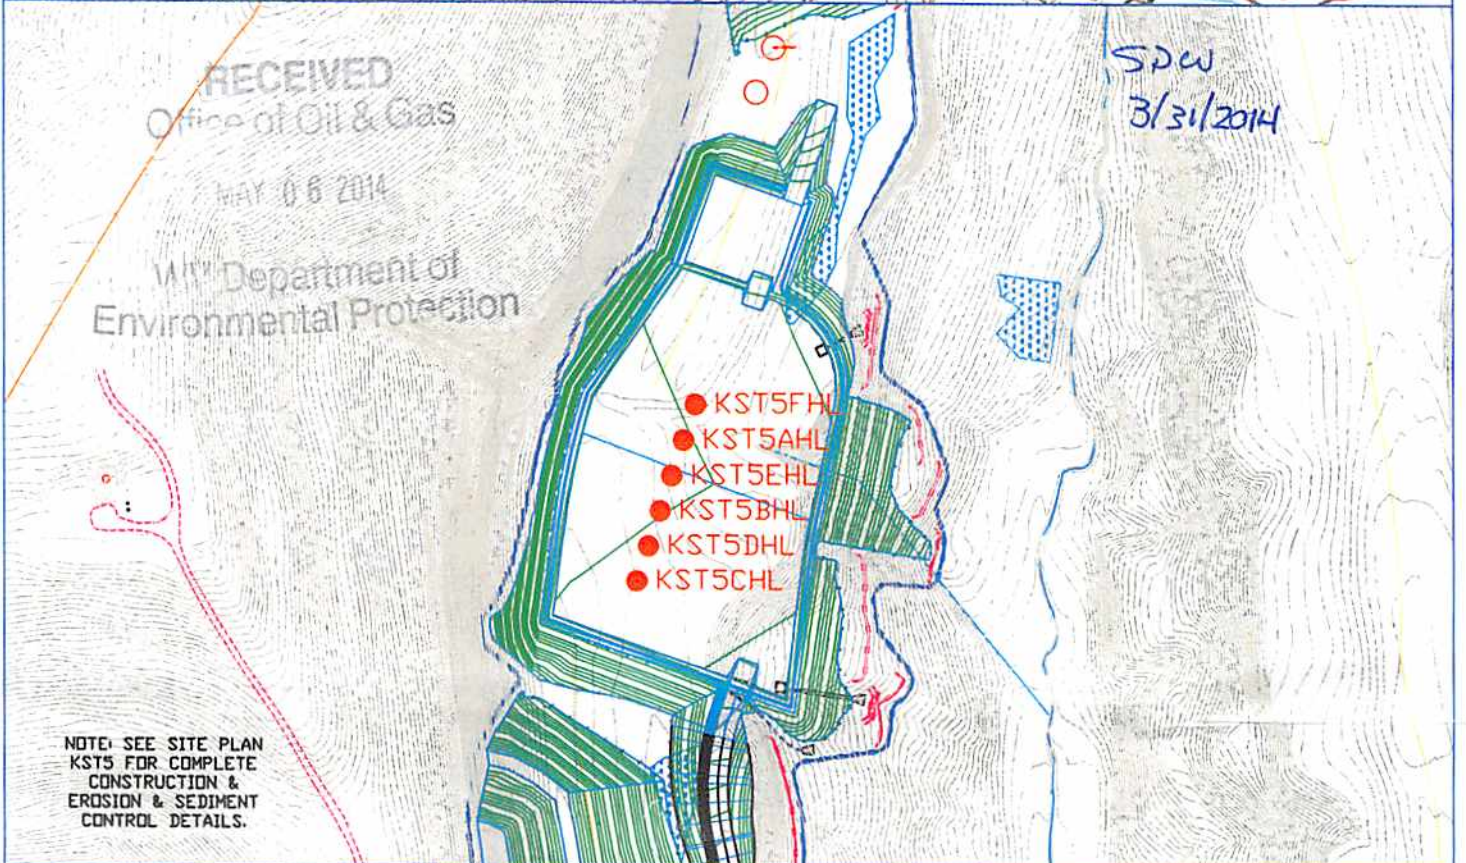 RECEIVED
Office of Oil & Gas
MAY 06 2014
WV Department of
Environmental Protection
SDW
3/31/2014
KST5FHL
KST5AHL
KST5EHL
KST5BHL
KST5DHL
KST5CHL
NOTE: SEE SITE PLAN
KST5 FOR COMPLETE
CONSTRUCTION &
EROSION & SEDIMENT
CONTROL DETAILS.